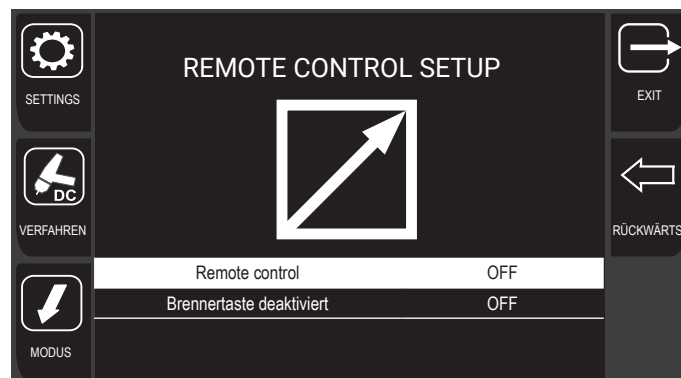 REMOTE CONTROL SETUP
SETTINGS
EXIT
DC
VERFAHREN
RÜCKWÄRTS
Remote control OFF
Brennertaste deaktiviert OFF
MODUS